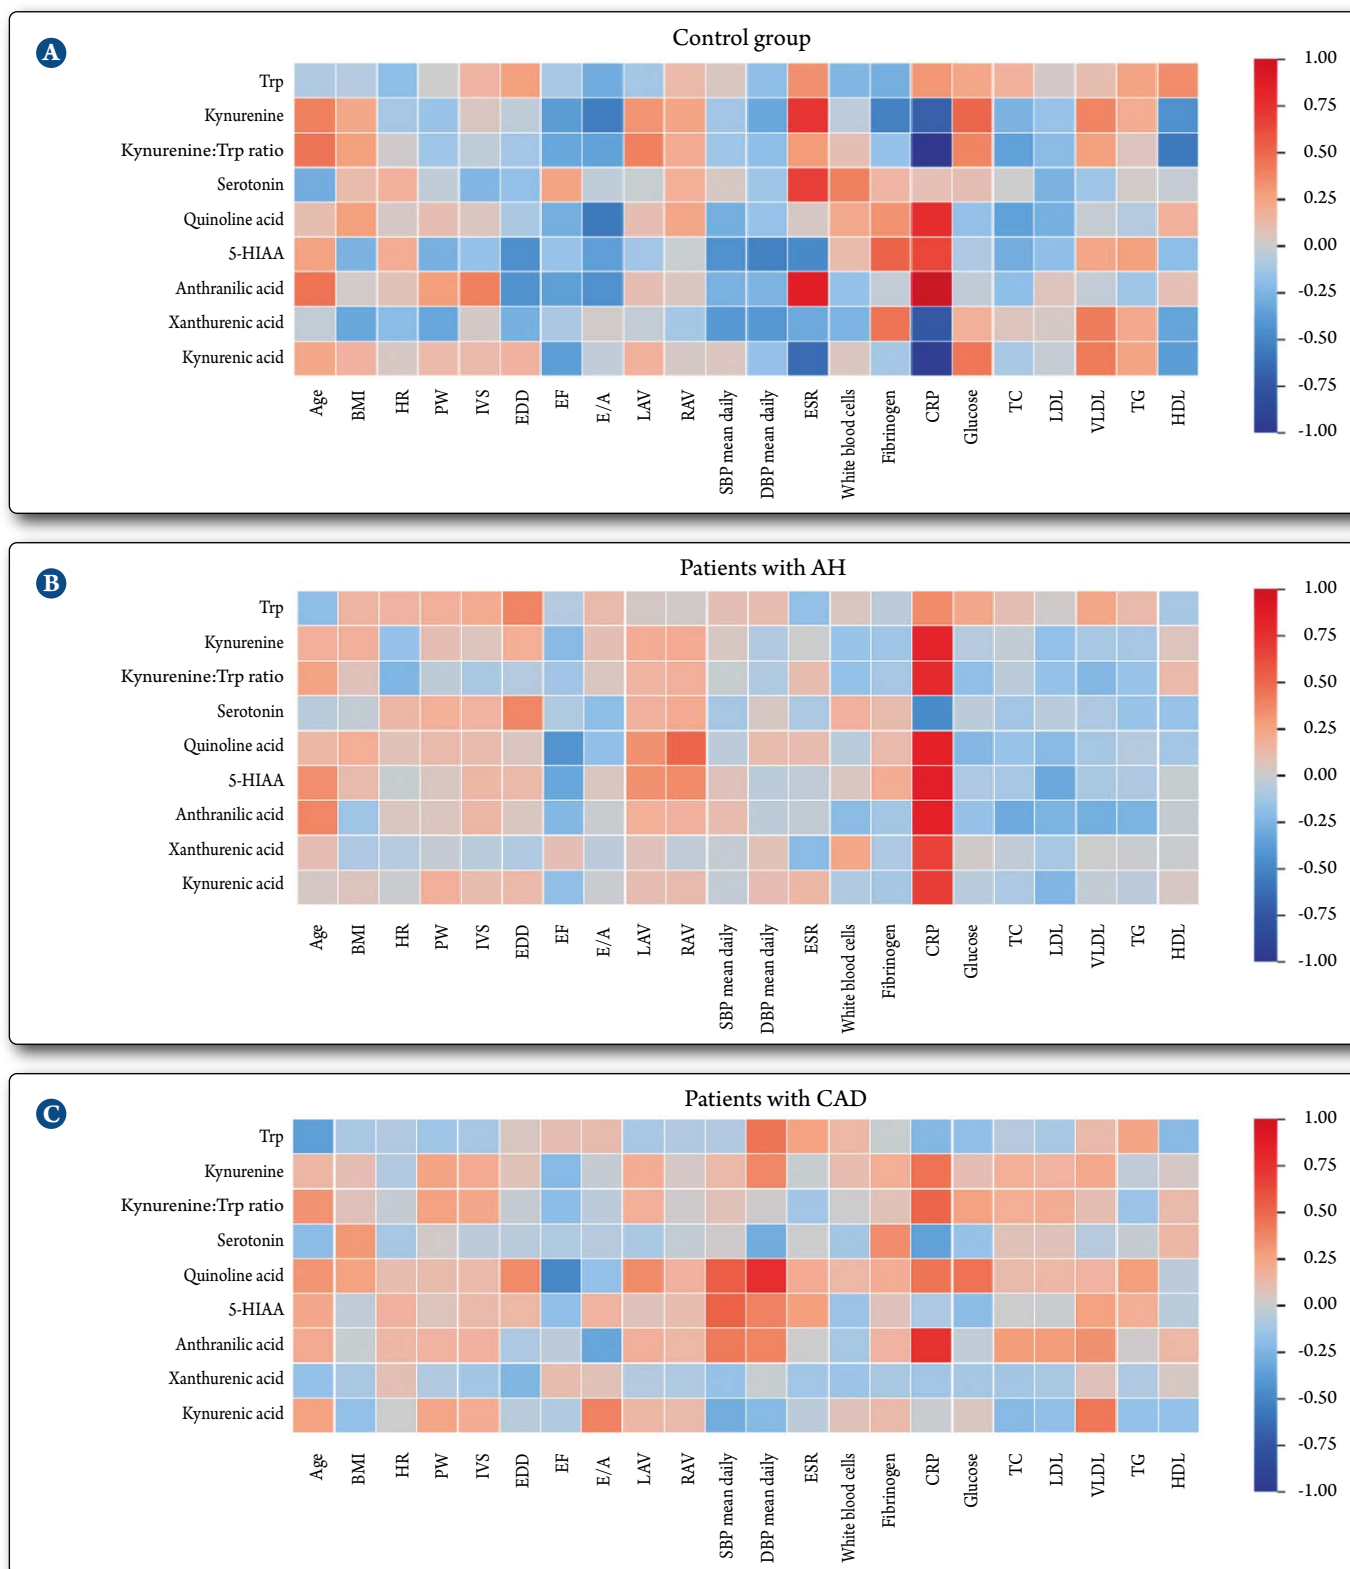 A
Control group
Trp
Kynurenine
Kynurenine:Trp ratio
Serotonin
Quinoline acid
5-HIAA
Anthranilic acid
Xanthurenic acid
Kynurenic acid
Age
BMI
HR
PW
IVS
EDD
EF
E/A
LAV
RAV
SBP mean daily
DBP mean daily
ESR
White blood cells
Fibrinogen
CRP
Glucose
TC
LDL
VLDL
TG
HDL
1.00
0.75
0.50
0.25
0.00
-0.25
-0.50
-0.75
-1.00
B
Patients with AH
Trp
Kynurenine
Kynurenine:Trp ratio
Serotonin
Quinoline acid
5-HIAA
Anthranilic acid
Xanthurenic acid
Kynurenic acid
Age
BMI
HR
PW
IVS
EDD
EF
E/A
LAV
RAV
SBP mean daily
DBP mean daily
ESR
White blood cells
Fibrinogen
CRP
Glucose
TC
LDL
VLDL
TG
HDL
1.00
0.75
0.50
0.25
0.00
-0.25
-0.50
-0.75
-1.00
C
Patients with CAD
Trp
Kynurenine
Kynurenine:Trp ratio
Serotonin
Quinoline acid
5-HIAA
Anthranilic acid
Xanthurenic acid
Kynurenic acid
Age
BMI
HR
PW
IVS
EDD
EF
E/A
LAV
RAV
SBP mean daily
DBP mean daily
ESR
White blood cells
Fibrinogen
CRP
Glucose
TC
LDL
VLDL
TG
HDL
1.00
0.75
0.50
0.25
0.00
-0.25
-0.50
-0.75
-1.00